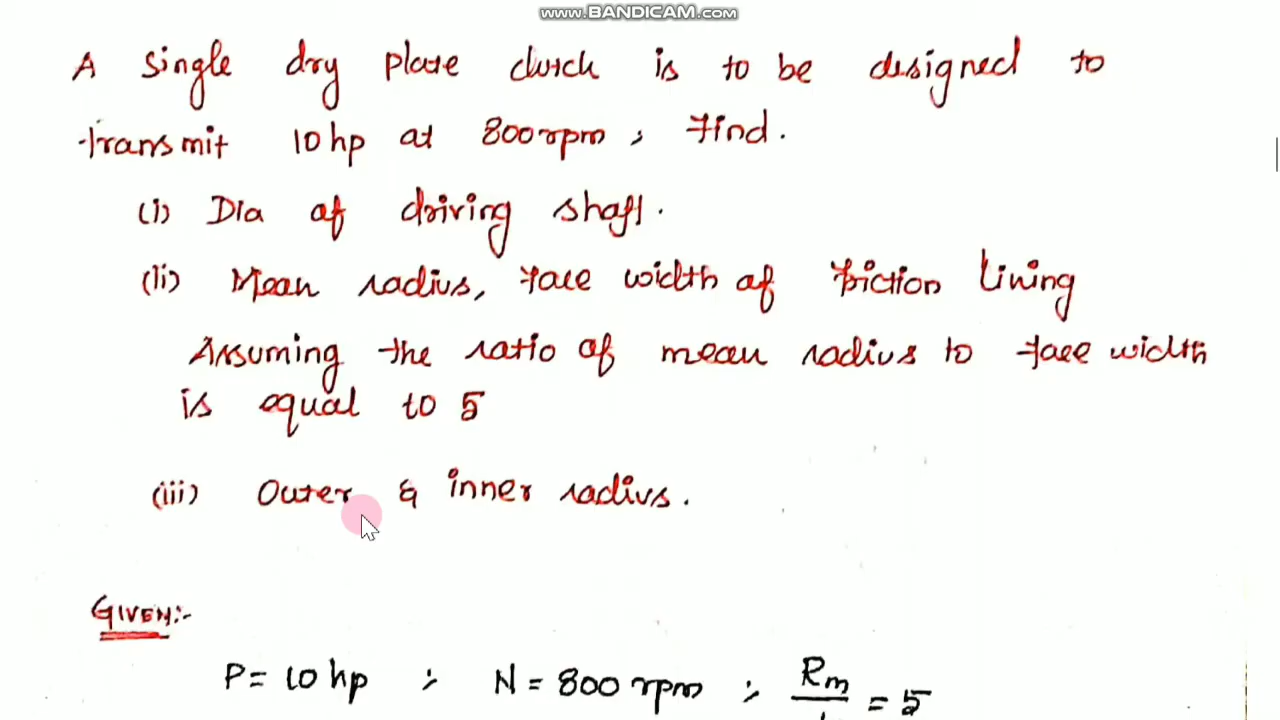 www.BANDICAM.com
A single dry plate clutch is to be designed to
transmit 10 hp at 800 rpm ; Find.
(i) Dia of driving shaft.
(ii) Mean radius, face width of friction lining
Assuming the ratio of mean radius to face width
is equal to 5
(iii) Outer & inner radius.
GIVEN:-
P = 10 hp ; N = 800 rpm ; Rm = 5